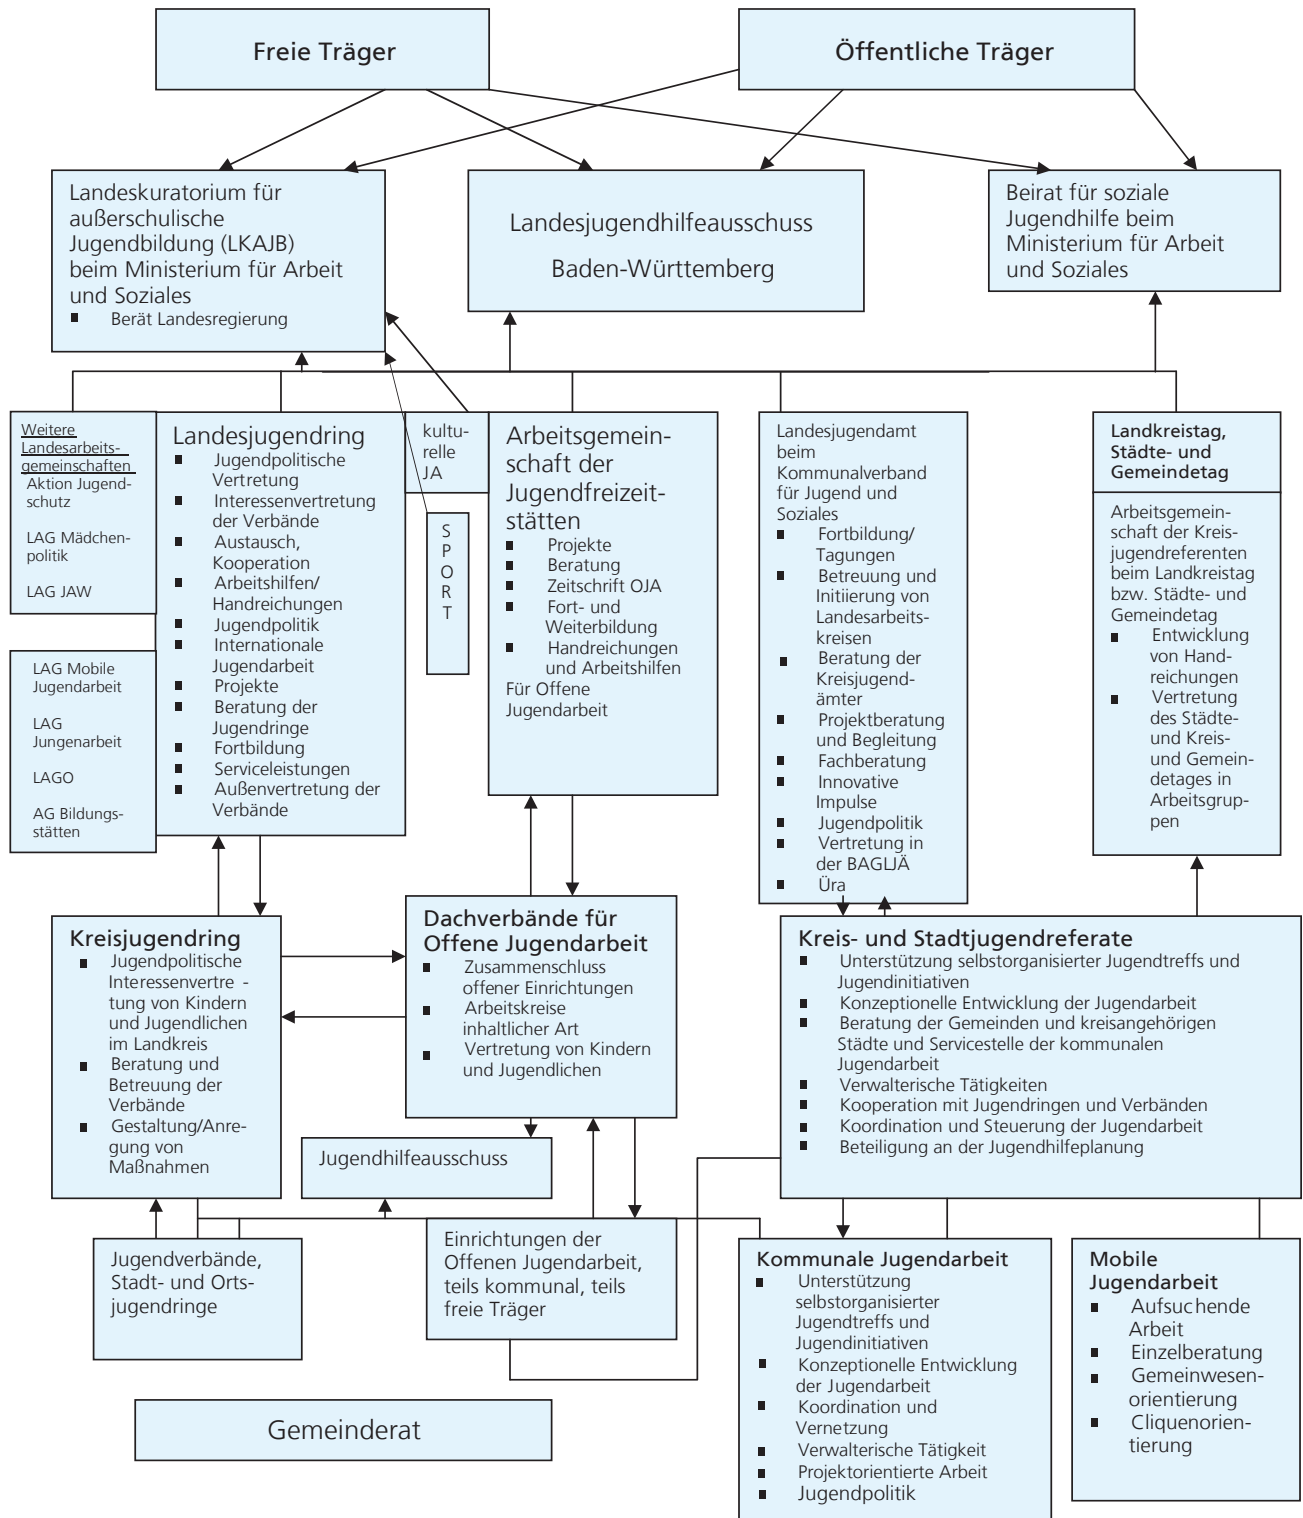 Freie Träger
Öffentliche Träger
Landeskuratorium für
außerschulische
Jugendbildung (LKAJB)
beim Ministerium für Arbeit
und Soziales
▪ Berät Landesregierung
Landesjugendhilfeausschuss
Baden-Württemberg
Beirat für soziale
Jugendhilfe beim
Ministerium für Arbeit
und Soziales
Weitere
Landesarbeits-
gemeinschaften
Aktion Jugend-
schutz
LAG Mädchen-
politik
LAG JAW
LAG Mobile
Jugendarbeit
LAG
Jungenarbeit
LAGO
AG Bildungs-
stätten
Landesjugendring
▪ Jugendpolitische
Vertretung
▪ Interessenvertretung
der Verbände
▪ Austausch,
Kooperation
▪ Arbeitshilfen/
Handreichungen
▪ Jugendpolitik
▪ Internationale
Jugendarbeit
▪ Projekte
▪ Beratung der
Jugendringe
▪ Fortbildung
▪ Serviceleistungen
▪ Außenvertretung der
Verbände
kultu-
relle
JA
S
P
O
R
T
Arbeitsgemein-
schaft der
Jugendfreizeit-
stätten
▪ Projekte
▪ Beratung
▪ Zeitschrift OJA
▪ Fort- und
Weiterbildung
▪ Handreichungen
und Arbeitshilfen
Für Offene
Jugendarbeit
Landesjugendamt
beim
Kommunalverband
für Jugend und
Soziales
▪ Fortbildung/
Tagungen
▪ Betreuung und
Initiierung von
Landesarbeits-
kreisen
▪ Beratung der
Kreisjugend-
ämter
▪ Projektberatung
und Begleitung
▪ Fachberatung
▪ Innovative
Impulse
▪ Jugendpolitik
▪ Vertretung in
der BAGLJÄ
▪ Üra
Landkreistag,
Städte- und
Gemeindetag
Arbeitsgemein-
schaft der Kreis-
jugendreferenten
beim Landkreistag
bzw. Städte- und
Gemeindetag
▪ Entwicklung
von Hand-
reichungen
▪ Vertretung
des Städte-
und Kreis-
und Gemein-
detages in
Arbeitsgrup-
pen
Kreisjugendring
▪ Jugendpolitische
Interessenvertre -
tung von Kindern
und Jugendlichen
im Landkreis
▪ Beratung und
Betreuung der
Verbände
▪ Gestaltung/Anre-
gung von
Maßnahmen
Dachverbände für
Offene Jugendarbeit
▪ Zusammenschluss
offener Einrichtungen
▪ Arbeitskreise
inhaltlicher Art
▪ Vertretung von Kindern
und Jugendlichen
Kreis- und Stadtjugendreferate
▪ Unterstützung selbstorganisierter Jugendtreffs und
Jugendinitiativen
▪ Konzeptionelle Entwicklung der Jugendarbeit
▪ Beratung der Gemeinden und kreisangehörigen
Städte und Servicestelle der kommunalen
Jugendarbeit
▪ Verwalterische Tätigkeiten
▪ Kooperation mit Jugendringen und Verbänden
▪ Koordination und Steuerung der Jugendarbeit
▪ Beteiligung an der Jugendhilfeplanung
Jugendhilfeausschuss
Jugendverbände,
Stadt- und Orts-
jugendringe
Einrichtungen der
Offenen Jugendarbeit,
teils kommunal, teils
freie Träger
Kommunale Jugendarbeit
▪ Unterstützung
selbstorganisierter
Jugendtreffs und
Jugendinitiativen
▪ Konzeptionelle Entwicklung
der Jugendarbeit
▪ Koordination und
Vernetzung
▪ Verwalterische Tätigkeit
▪ Projektorientierte Arbeit
▪ Jugendpolitik
Mobile
Jugendarbeit
▪ Aufsuchende
Arbeit
▪ Einzelberatung
▪ Gemeinwesen-
orientierung
▪ Cliquenorien-
tierung
Gemeinderat